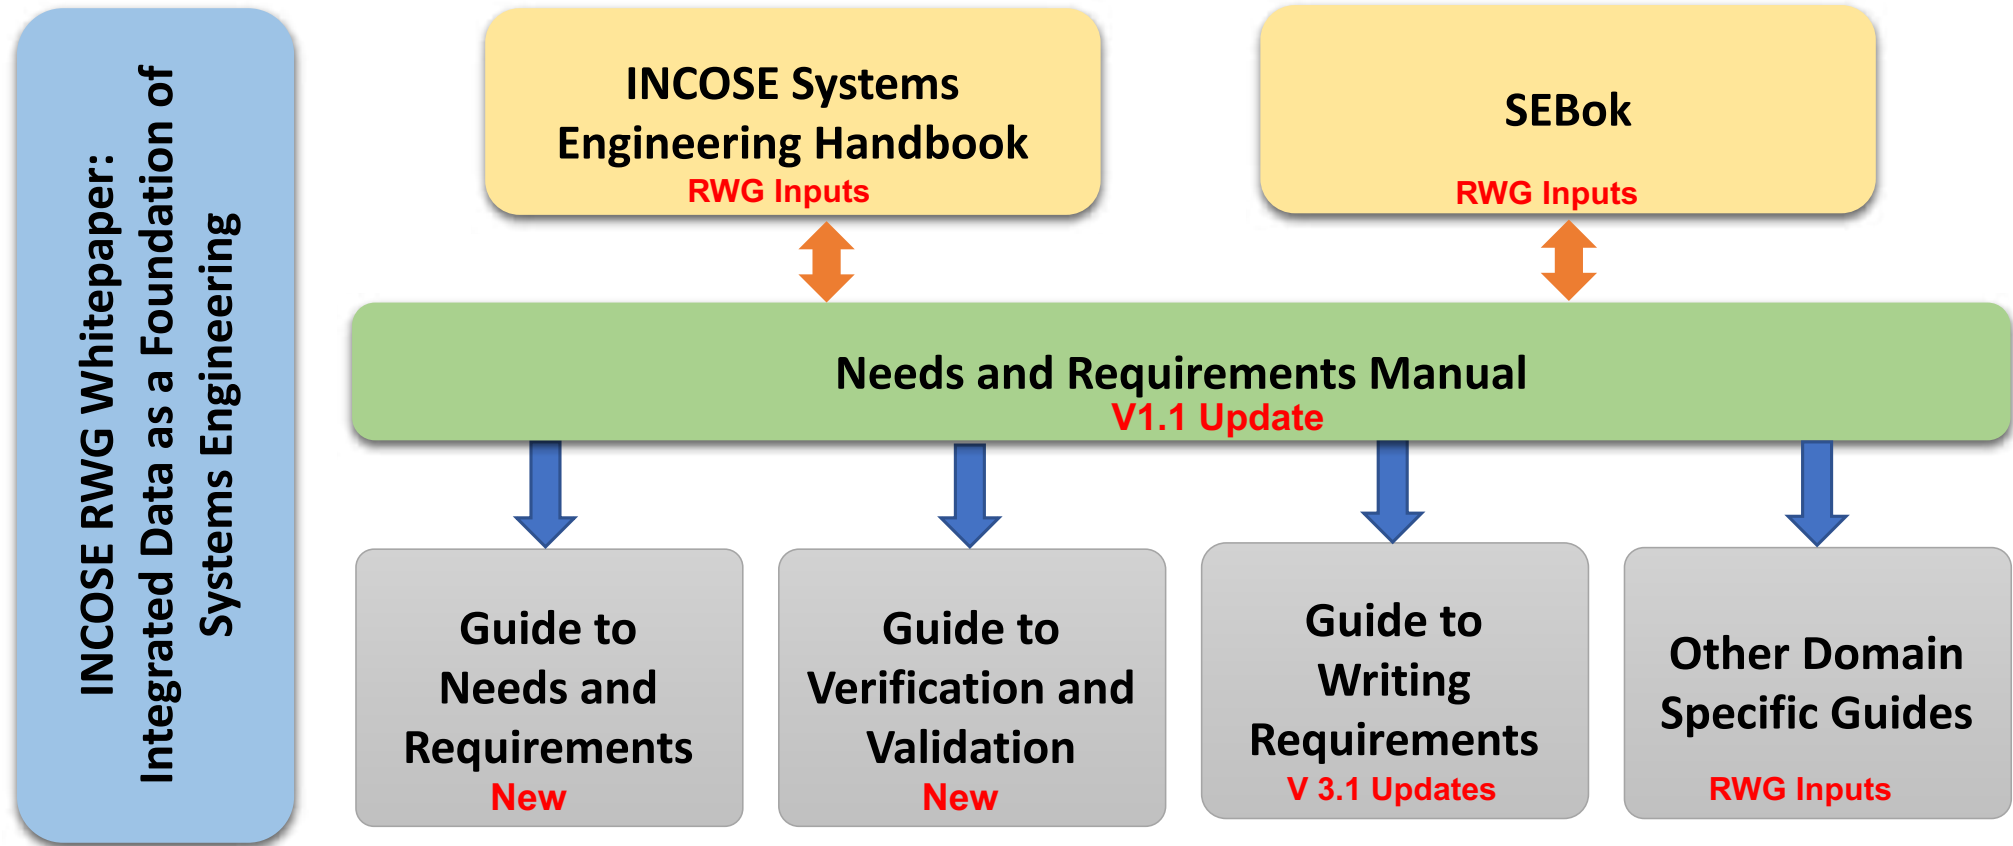 INCOSE RWG Whitepaper:
Integrated Data as a Foundation of
Systems Engineering
INCOSE Systems
Engineering Handbook
RWG Inputs
SEBok
RWG Inputs
Needs and Requirements Manual
V1.1 Update
Guide to
Needs and
Requirements
New
Guide to
Verification and
Validation
New
Guide to
Writing
Requirements
V 3.1 Updates
Other Domain
Specific Guides
RWG Inputs